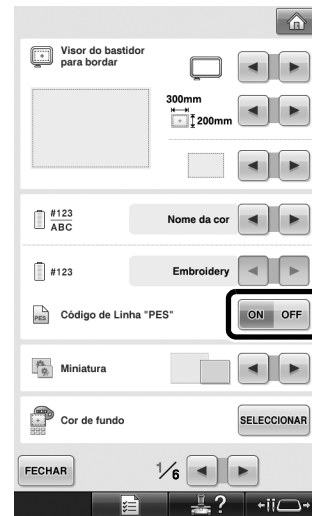 Visor do bastidor
para bordar
300mm
200mm
#123
ABC
Nome da cor
#123
Embroidery
PES
Código de Linha "PES"
ON OFF
Miniatura
Cor de fundo
SELECCIONAR
FECHAR
1/6
?